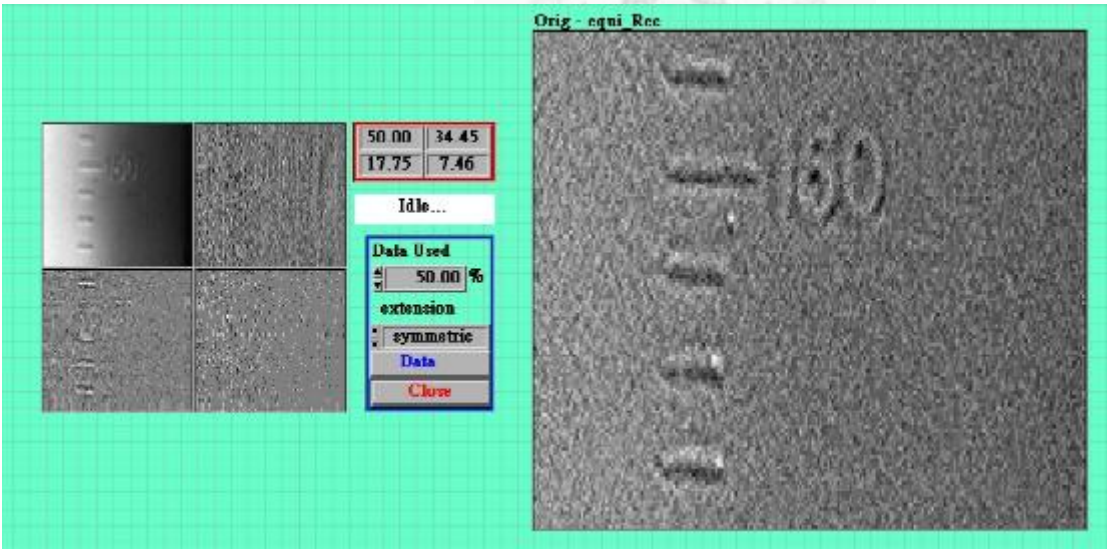 Orig - equi_Rec
50.00 34.45
17.75 7.46
Idle...
Data Used
50.00 %
extension
symmetric
Data
Close
50